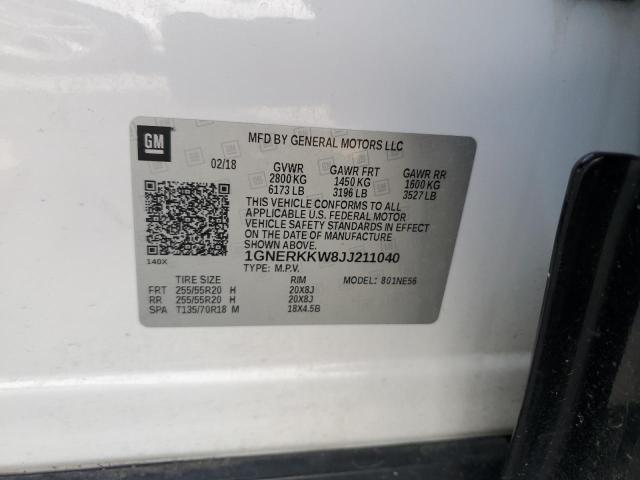 GM
MFD BY GENERAL MOTORS LLC
02/18 GVWR GAWR FRT GAWR RR
2800 KG 1450 KG 1600 KG
6173 LB 3196 LB 3527 LB
THIS VEHICLE CONFORMS TO ALL
APPLICABLE U.S. FEDERAL MOTOR
VEHICLE SAFETY STANDARDS IN EFFECT
ON THE DATE OF MANUFACTURE
SHOWN ABOVE.
140X
1GNERKKW8JJ211040
TYPE: M.P.V.
TIRE SIZE RIM MODEL: 801NE56
FRT 255/55R20 H 20X8J
RR 255/55R20 H 20X8J
SPA T135/70R18 M 18X4.5B